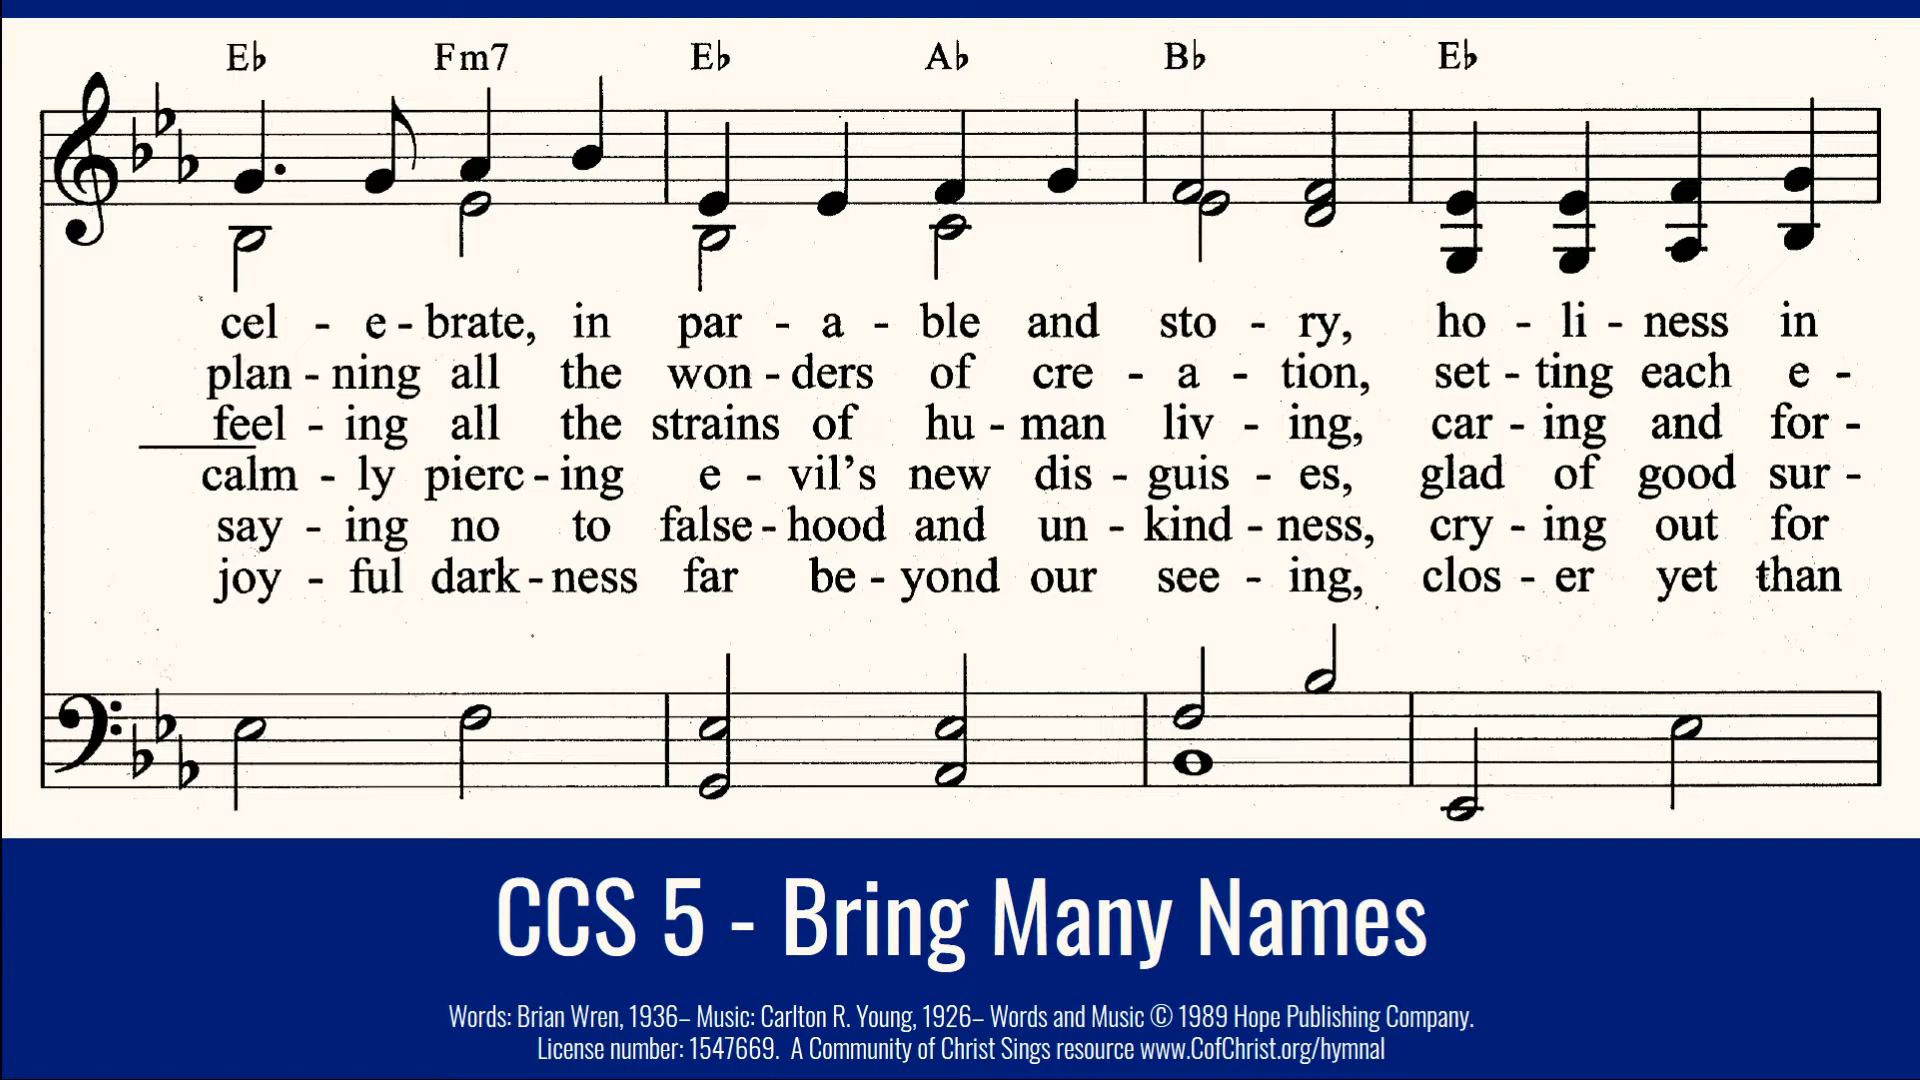 E♭ Fm7 E♭ A♭ B♭ E♭
cel - e - brate, in par - a - ble and sto - ry, ho - li - ness in
plan - ning all the won - ders of cre - a - tion, set - ting each e -
feel - ing all the strains of hu - man liv - ing, car - ing and for -
calm - ly pierc - ing e - vil's new dis - guis - es, glad of good sur -
say - ing no to false - hood and un - kind - ness, cry - ing out for
joy - ful dark - ness far be - yond our see - ing, clos - er yet than
CCS 5 - Bring Many Names
Words: Brian Wren, 1936– Music: Carlton R. Young, 1926– Words and Music © 1989 Hope Publishing Company.
License number: 1547669. A Community of Christ Sings resource www.CofChrist.org/hymnal